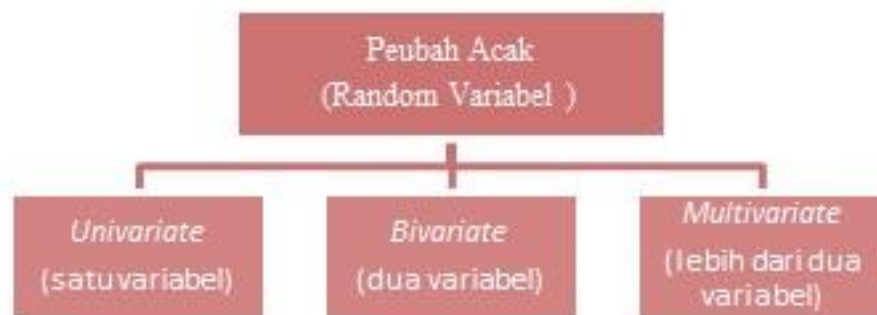 Peubah Acak
(Random Variabel )
Univariate
(satu variabel)
Bivariate
(dua variabel)
Multivariate
(lebih dari dua
variabel)